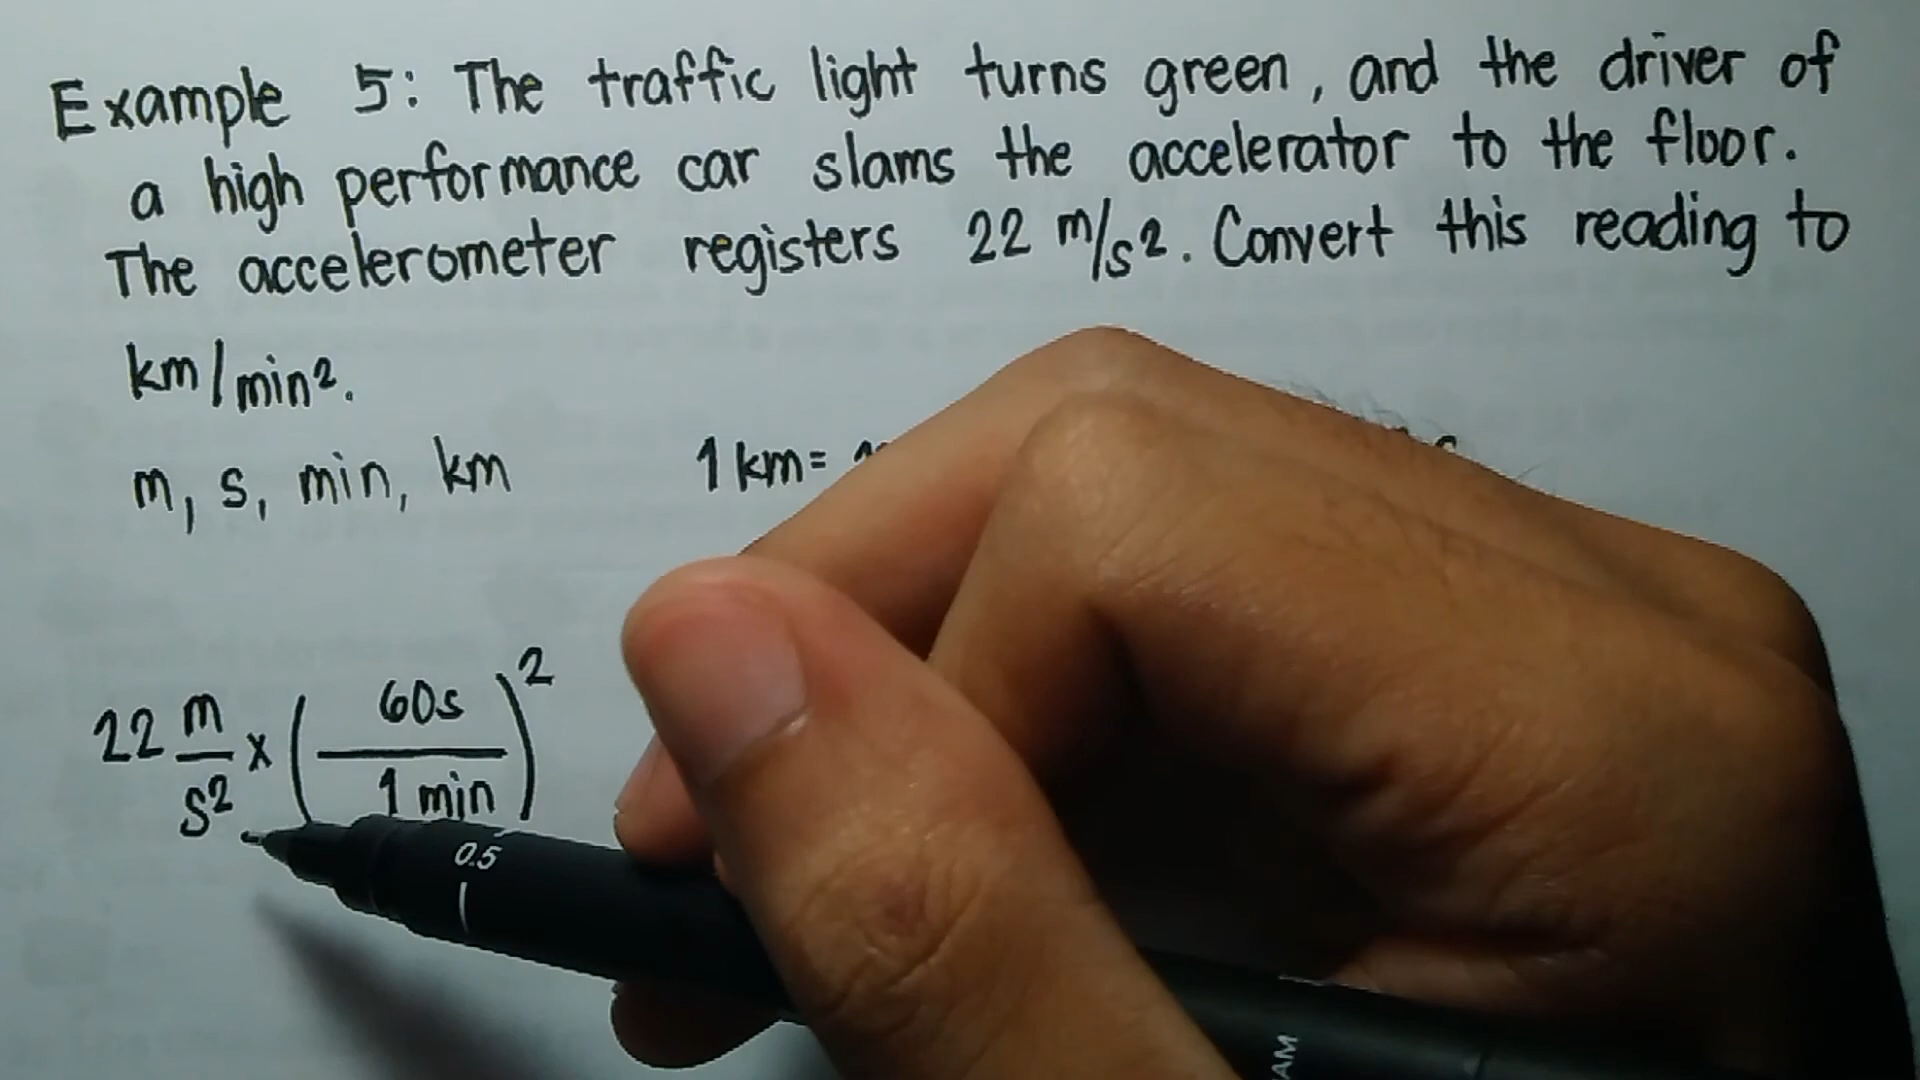 Example 5: The traffic light turns green, and the driver of
a high performance car slams the accelerator to the floor.
The accelerometer registers 22 m/s2. Convert this reading to
km/min2.
m, s, min, km 1 km=
22 m/s2 x (60s/1 min)2
0.5
AM